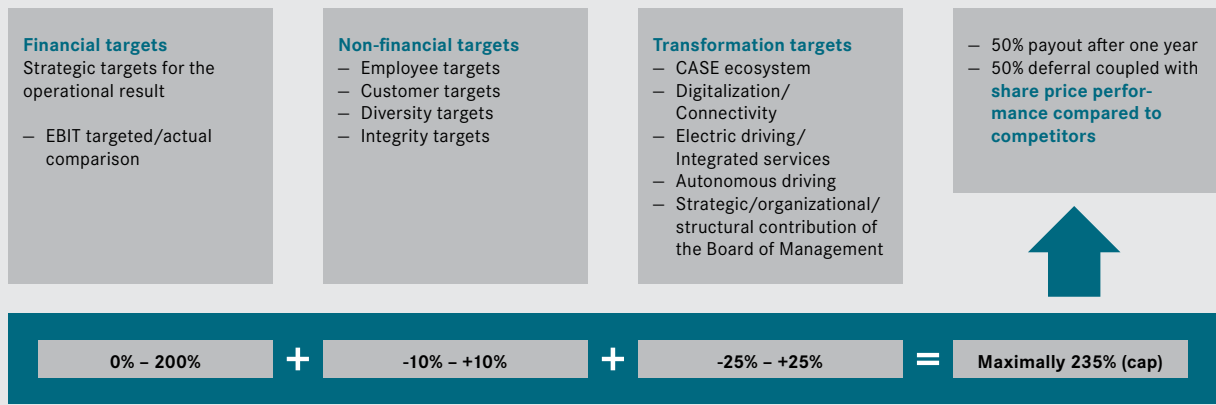 Financial targets
Strategic targets for the
operational result
– EBIT targeted/actual
comparison
Non-financial targets
– Employee targets
– Customer targets
– Diversity targets
– Integrity targets
Transformation targets
– CASE ecosystem
– Digitalization/
Connectivity
– Electric driving/
Integrated services
– Autonomous driving
– Strategic/organizational/
structural contribution of
the Board of Management
– 50% payout after one year
– 50% deferral coupled with
share price perfor-
mance compared to
competitors
0% – 200%
+
-10% – +10%
+
-25% – +25%
=
Maximally 235% (cap)